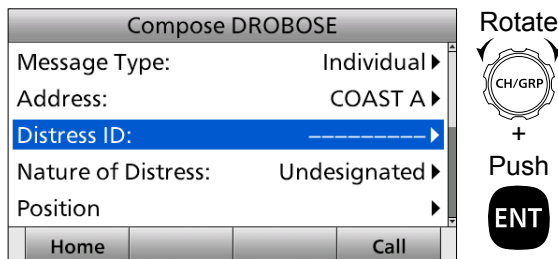 Compose DROBOSE
Message Type: Individual
Address: COAST A
Distress ID: –––––––––
Nature of Distress: Undesignated
Position
Home Call
Rotate
CH/GRP
+
Push
ENT